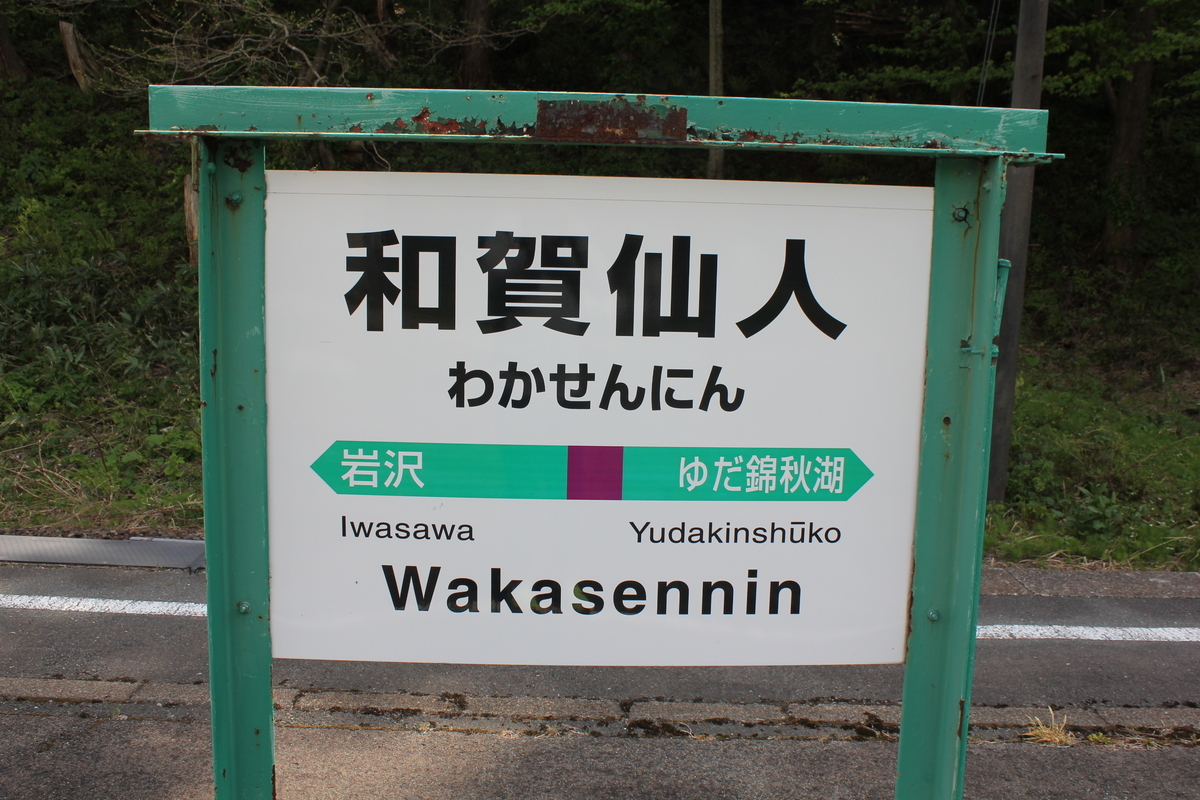 和賀仙人
わかせんにん
岩沢 ゆだ錦秋湖
Iwasawa Yudakinshūko
Wakasennin